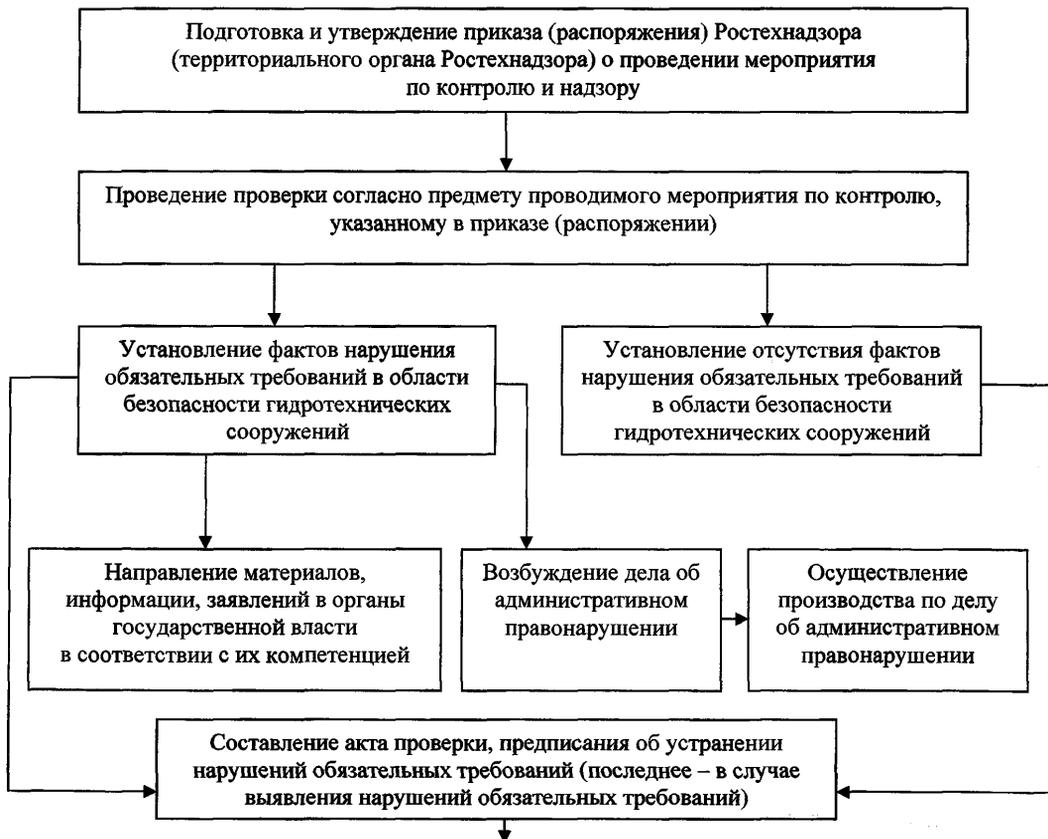 Подготовка и утверждение приказа (распоряжения) Ростехнадзора
(территориального органа Ростехнадзора) о проведении мероприятия
по контролю и надзору
Проведение проверки согласно предмету проводимого мероприятия по контролю,
указанному в приказе (распоряжении)
Установление фактов нарушения
обязательных требований в области
безопасности гидротехнических
сооружений
Установление отсутствия фактов
нарушения обязательных требований
в области безопасности
гидротехнических сооружений
Направление материалов,
информации, заявлений в органы
государственной власти
в соответствии с их компетенцией
Возбуждение дела об
административном
правонарушении
Осуществление
производства по делу
об административном
правонарушении
Составление акта проверки, предписания об устранении
нарушений обязательных требований (последнее – в случае
выявления нарушений обязательных требований)